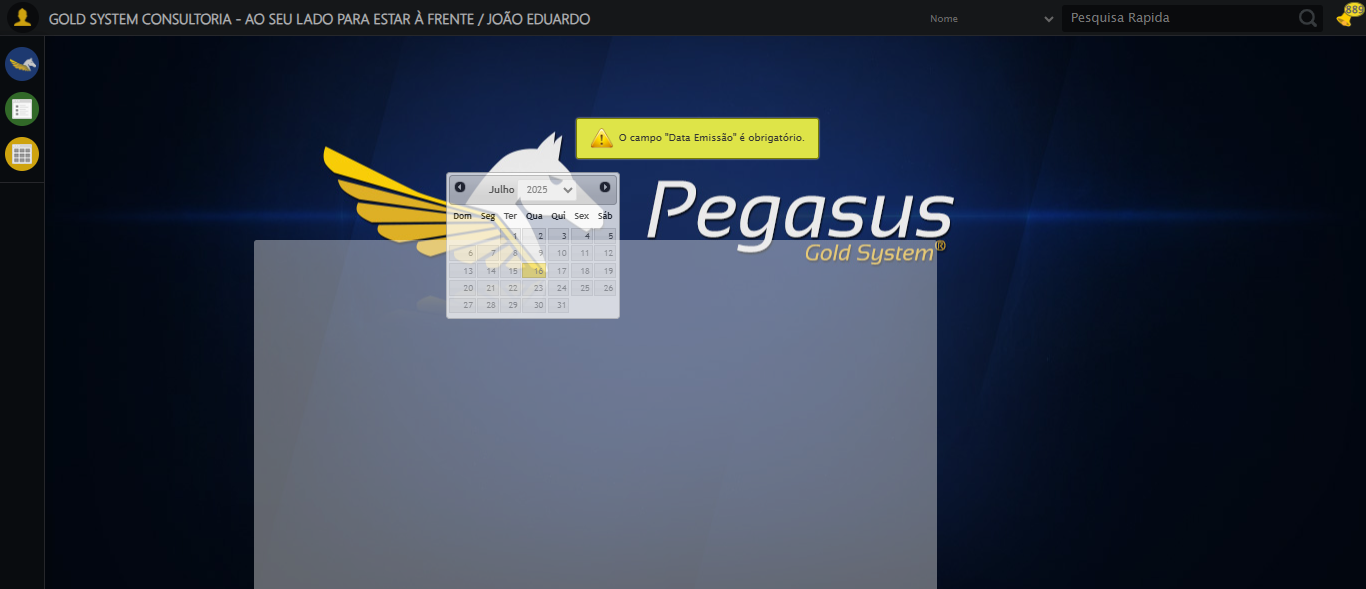 GOLD SYSTEM CONSULTORIA - AO SEU LADO PARA ESTAR À FRENTE / JOÃO EDUARDO
Nome
Pesquisa Rapida
889
O campo "Data Emissão" é obrigatório.
Julho 2025
Dom Seg Ter Qua Qui Sex Sáb
1 2 3 4 5
6 7 8 9 10 11 12
13 14 15 16 17 18 19
20 21 22 23 24 25 26
27 28 29 30 31
Pegasus
Gold System®